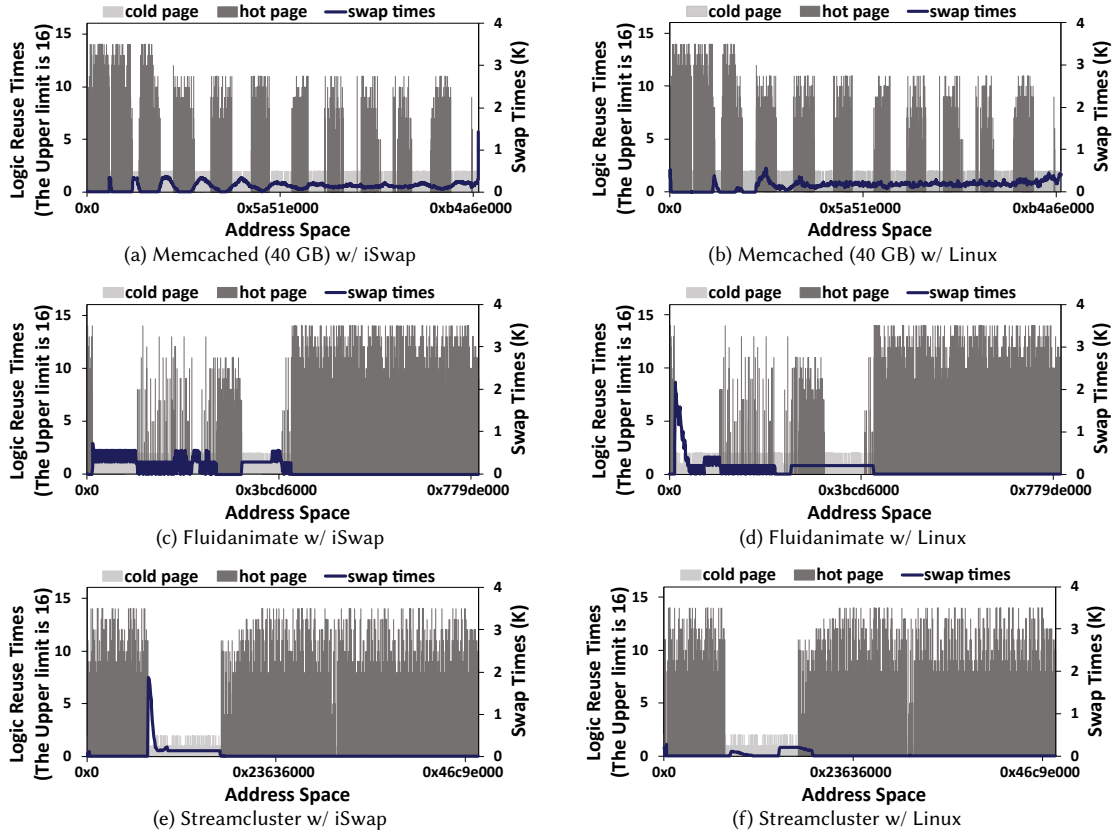 cold page hot page swap times
Logic Reuse Times
(The Upper limit is 16)
15
10
5
0
4
3
2
1
0
Swap Times (K)
0x0 0x5a51e000 0xb4a6e000
Address Space
(a) Memcached (40 GB) w/ iSwap
cold page hot page swap times
Logic Reuse Times
(The Upper limit is 16)
15
10
5
0
4
3
2
1
0
Swap Times (K)
0x0 0x5a51e000 0xb4a6e000
Address Space
(b) Memcached (40 GB) w/ Linux
cold page hot page swap times
Logic Reuse Times
(The Upper limit is 16)
15
10
5
0
4
3
2
1
0
Swap Times (K)
0x0 0x3bcd6000 0x779de000
Address Space
(c) Fluidanimate w/ iSwap
cold page hot page swap times
Logic Reuse Times
(The Upper limit is 16)
15
10
5
0
4
3
2
1
0
Swap Times (K)
0x0 0x3bcd6000 0x779de000
Address Space
(d) Fluidanimate w/ Linux
cold page hot page swap times
Logic Reuse Times
(The Upper limit is 16)
15
10
5
0
4
3
2
1
0
Swap Times (K)
0x0 0x23636000 0x46c9e000
Address Space
(e) Streamcluster w/ iSwap
cold page hot page swap times
Logic Reuse Times
(The Upper limit is 16)
15
10
5
0
4
3
2
1
0
Swap Times (K)
0x0 0x23636000 0x46c9e000
Address Space
(f) Streamcluster w/ Linux